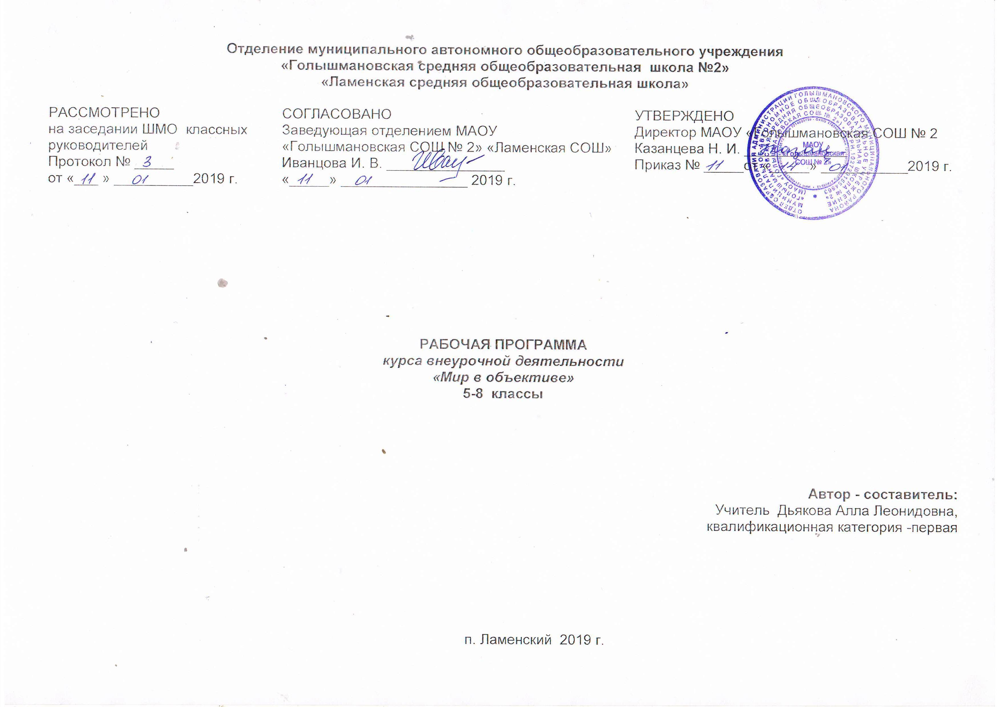 Отделение муниципального автономного общеобразовательного учреждения
«Голышмановская средняя общеобразовательная школа №2»
«Ламенская средняя общеобразовательная школа»
РАССМОТРЕНО
на заседании ШМО классных
руководителей
Протокол № 3
от « 11 » 01 2019 г.
СОГЛАСОВАНО
Заведующая отделением МАОУ
«Голышмановская СОШ № 2» «Ламенская СОШ»
Иванцова И. В.
« 11 » 01 2019 г.
УТВЕРЖДЕНО
Директор МАОУ «Голышмановская СОШ № 2
Казанцева Н. И.
Приказ № 11 от « 14 » 01 2019 г.
МАОУ
«Голышмановская
СОШ № 2»
РАБОЧАЯ ПРОГРАММА
курса внеурочной деятельности
«Мир в объективе»
5-8 классы
Автор - составитель:
Учитель Дьякова Алла Леонидовна,
квалификационная категория -первая
п. Ламенский 2019 г.